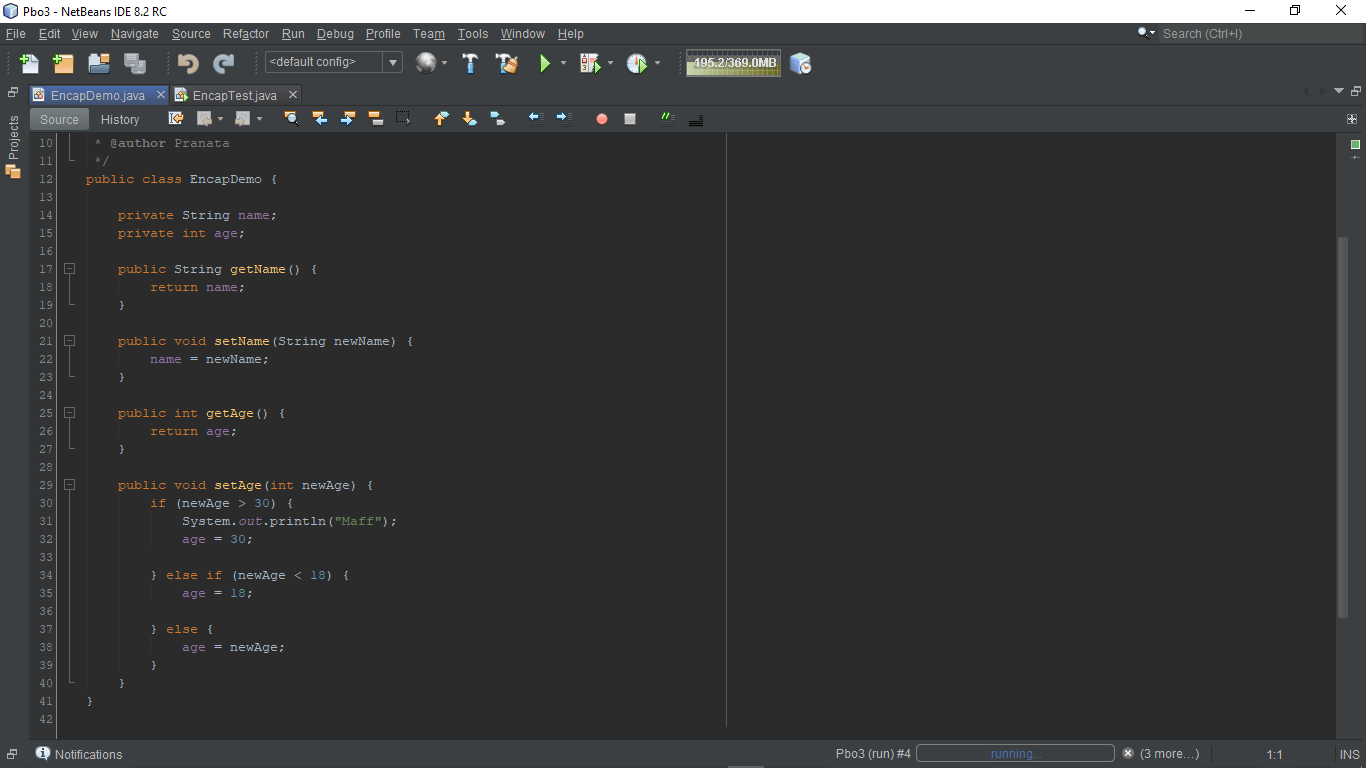 Pbo3 - NetBeans IDE 8.2 RC
File Edit View Navigate Source Refactor Run Debug Profile Team Tools Window Help Search (Ctrl+I)
<default config> 495.2/369.0MB
EncapDemo.java EncapTest.java
Source History
Projects
10 * @author Pranata
11 */
12 public class EncapDemo {
13
14 private String name;
15 private int age;
16
17 public String getName() {
18 return name;
19 }
20
21 public void setName(String newName) {
22 name = newName;
23 }
24
25 public int getAge() {
26 return age;
27 }
28
29 public void setAge(int newAge) {
30 if (newAge > 30) {
31 System.out.println("Maff");
32 age = 30;
33
34 } else if (newAge < 18) {
35 age = 18;
36
37 } else {
38 age = newAge;
39 }
40 }
41 }
42
Notifications Pbo3 (run) #4 running... (3 more...) 1:1 INS